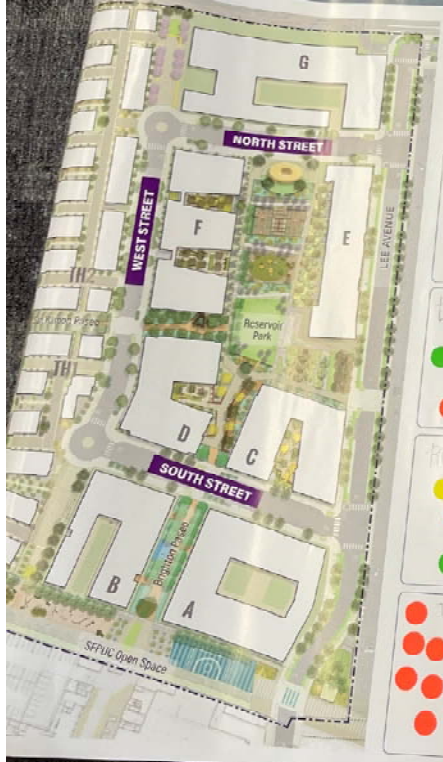 G
NORTH STREET
WEST STREET
F
E
LEE AVENUE
TH2
Reservoir
Park
TH1
D
C
SOUTH STREET
Brighton Paseo
B
A
SFPUC Open Space